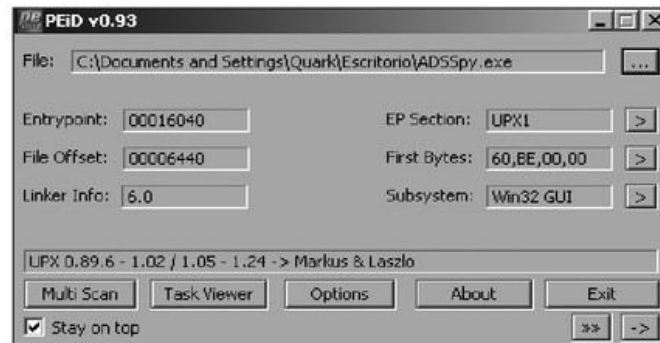 PEiD v0.93
File: C:\Documents and Settings\Quark\Escritorio\ADSSpy.exe ...
Entrypoint: 00016040 EP Section: UPX1 >
File Offset: 00006440 First Bytes: 60,BE,00,00 >
Linker Info: 6.0 Subsystem: Win32 GUI >
UPX 0.89.6 - 1.02 / 1.05 - 1.24 -> Markus & Laszlo
Multi Scan Task Viewer Options About Exit
Stay on top >> ->